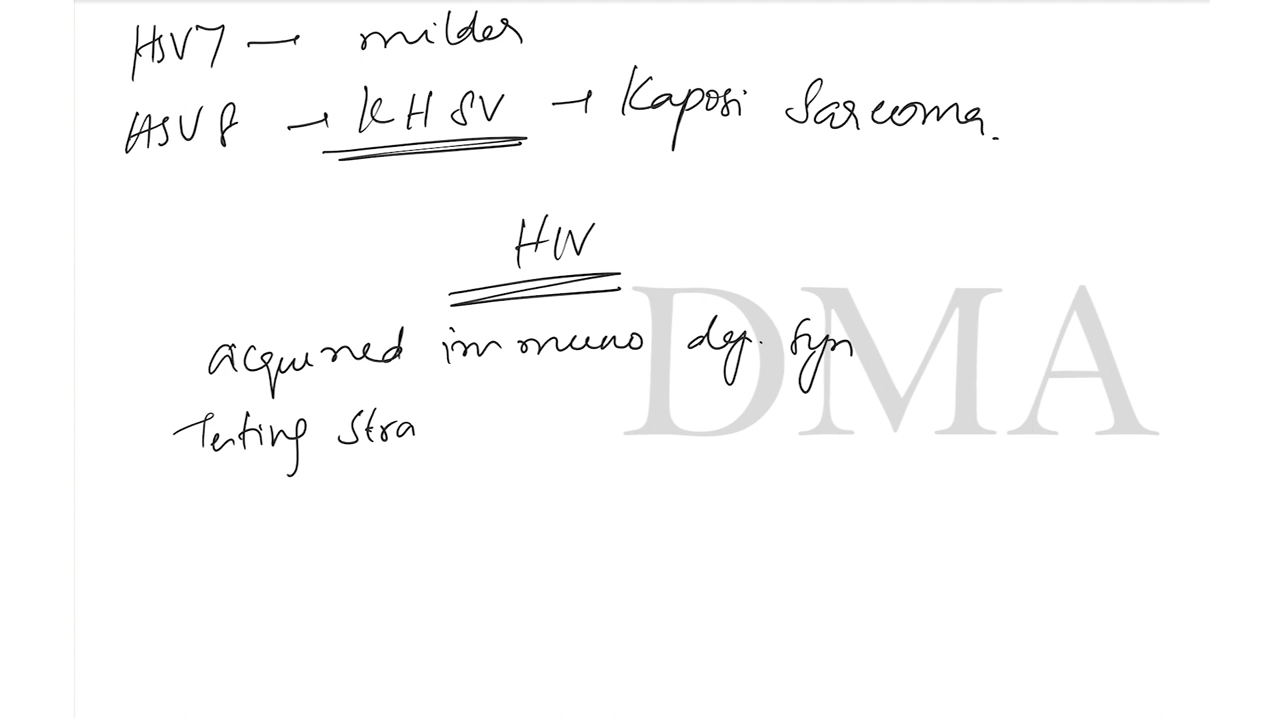 HSV7 → milder
HSV8 → KHSV → Kaposi Sarcoma.
HIV
acquired immuno def. Syn
DMA
Testing Stra